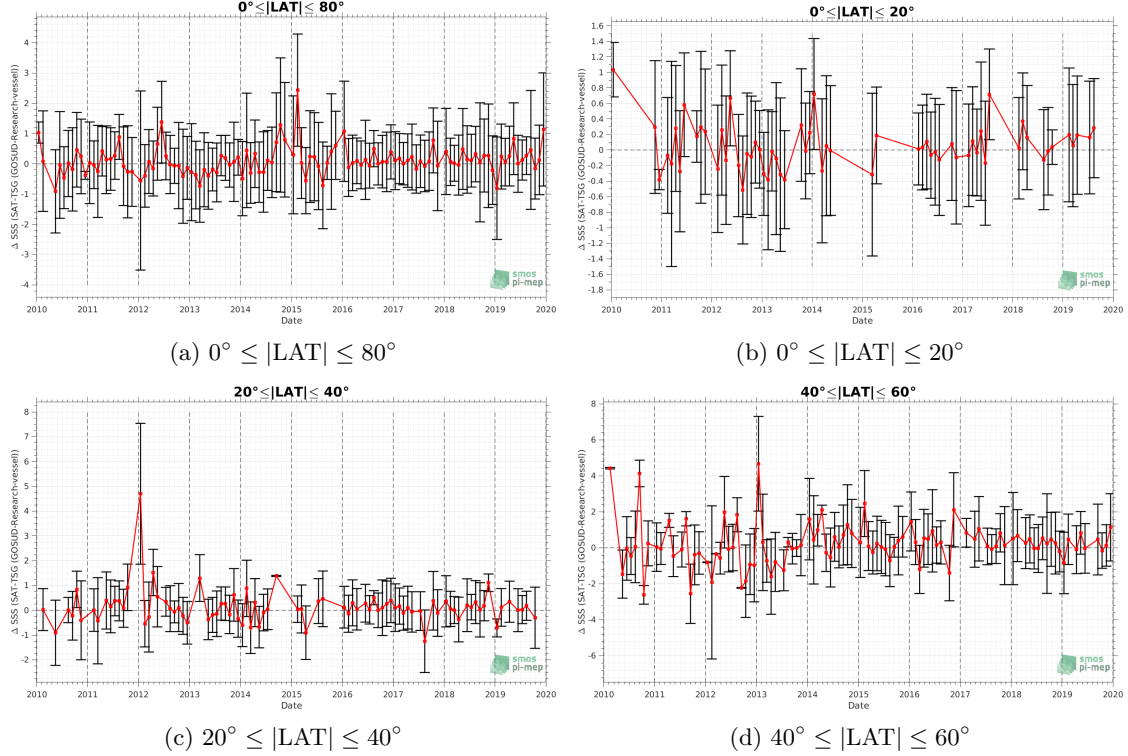 0°≤|LAT|≤ 80°
Δ SSS (SAT-TSG (GOSUD-Research-vessel))
4
3
2
1
0
-1
-2
-3
-4
2010 2011 2012 2013 2014 2015 2016 2017 2018 2019 2020
Date
smos
pi-mep
(a) 0° ≤ |LAT| ≤ 80°
0°≤|LAT|≤ 20°
Δ SSS (SAT-TSG (GOSUD-Research-vessel))
1.6
1.4
1.2
1
0.8
0.6
0.4
0.2
0
-0.2
-0.4
-0.6
-0.8
-1
-1.2
-1.4
-1.6
-1.8
2010 2011 2012 2013 2014 2015 2016 2017 2018 2019 2020
Date
smos
pi-mep
(b) 0° ≤ |LAT| ≤ 20°
20°≤|LAT|≤ 40°
Δ SSS (SAT-TSG (GOSUD-Research-vessel))
8
7
6
5
4
3
2
1
0
-1
-2
2010 2011 2012 2013 2014 2015 2016 2017 2018 2019 2020
Date
smos
pi-mep
(c) 20° ≤ |LAT| ≤ 40°
40°≤|LAT|≤ 60°
Δ SSS (SAT-TSG (GOSUD-Research-vessel))
8
6
4
2
0
-2
-4
-6
2010 2011 2012 2013 2014 2015 2016 2017 2018 2019 2020
Date
smos
pi-mep
(d) 40° ≤ |LAT| ≤ 60°